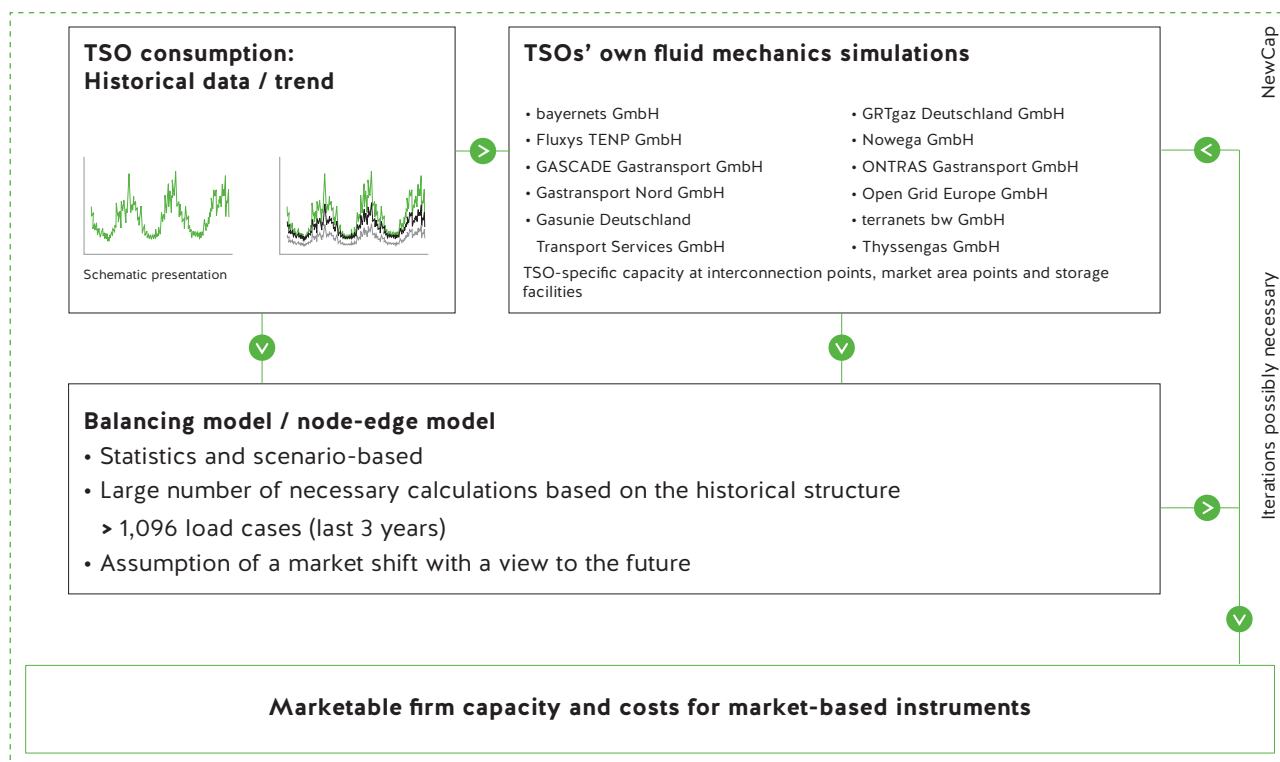 TSO consumption:
Historical data / trend
Schematic presentation
TSOs’ own fluid mechanics simulations
• bayernets GmbH
• Fluxys TENP GmbH
• GASCADE Gastransport GmbH
• Gastransport Nord GmbH
• Gasunie Deutschland
Transport Services GmbH
• GRTgaz Deutschland GmbH
• Nowega GmbH
• ONTRAS Gastransport GmbH
• Open Grid Europe GmbH
• terranets bw GmbH
• Thyssengas GmbH
TSO-specific capacity at interconnection points, market area points and storage
facilities
NewCap
Iterations possibly necessary
Balancing model / node-edge model
• Statistics and scenario-based
• Large number of necessary calculations based on the historical structure
> 1,096 load cases (last 3 years)
• Assumption of a market shift with a view to the future
Marketable firm capacity and costs for market-based instruments